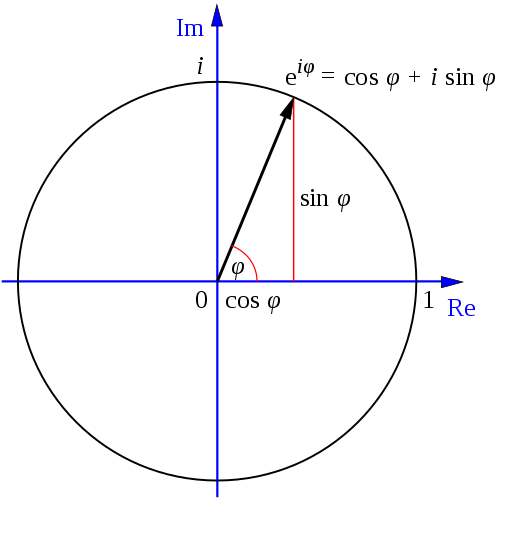 Im
i
e^{iφ} = cos φ + i sin φ
sin φ
φ
0 cos φ
1
Re